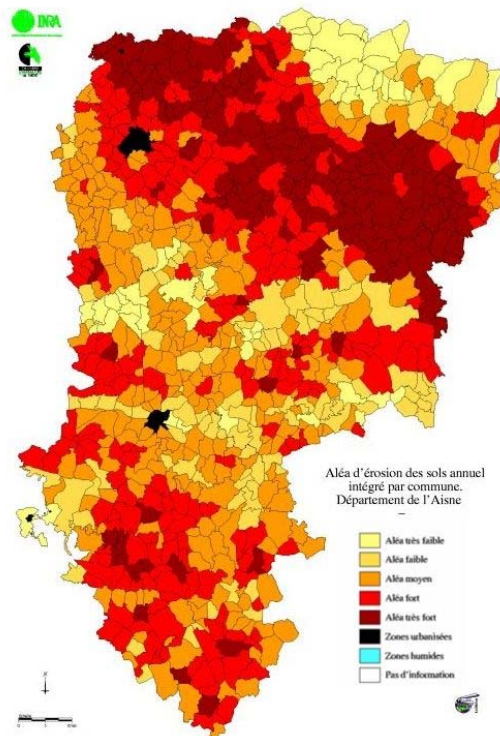 INRA
Aléa d'érosion des sols annuel
intégré par commune.
Département de l'Aisne
–
Aléa très faible
Aléa faible
Aléa moyen
Aléa fort
Aléa très fort
Zones urbanisées
Zones humides
Pas d'information